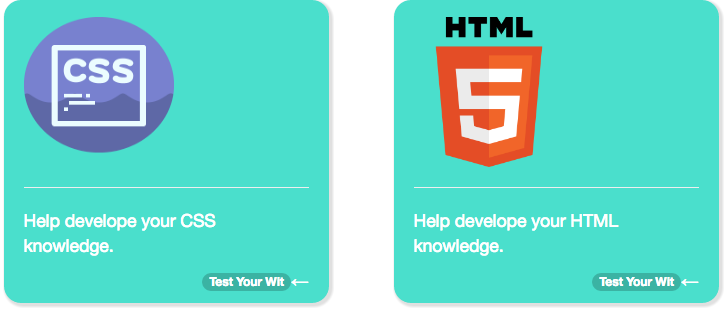 CSS
Help develope your CSS
knowledge.
Test Your Wit ←
HTML
5
Help develope your HTML
knowledge.
Test Your Wit ←